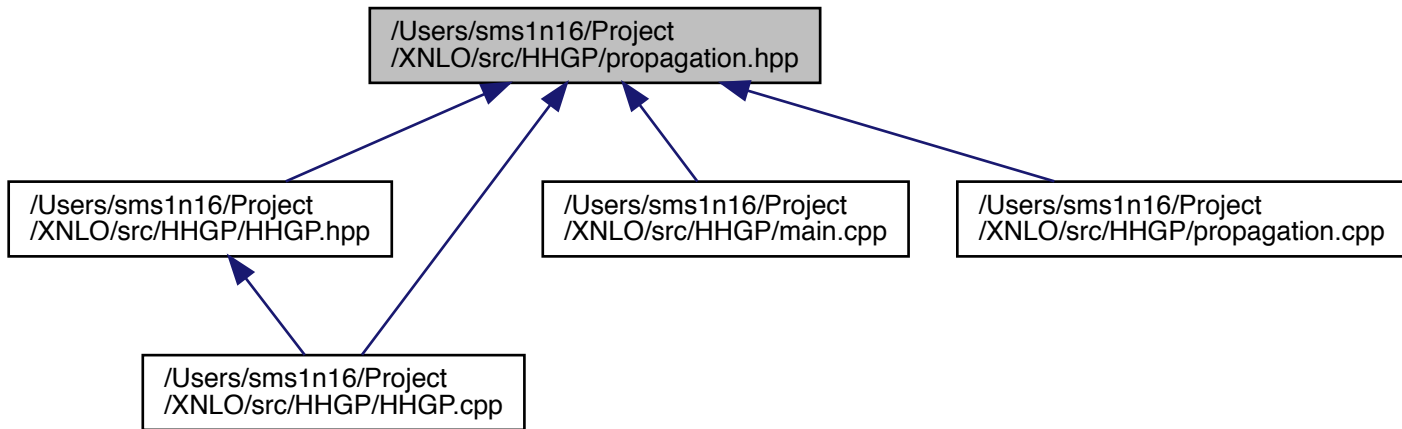 /Users/sms1n16/Project
/XNLO/src/HHGP/propagation.hpp
/Users/sms1n16/Project
/XNLO/src/HHGP/HHGP.hpp
/Users/sms1n16/Project
/XNLO/src/HHGP/main.cpp
/Users/sms1n16/Project
/XNLO/src/HHGP/propagation.cpp
/Users/sms1n16/Project
/XNLO/src/HHGP/HHGP.cpp